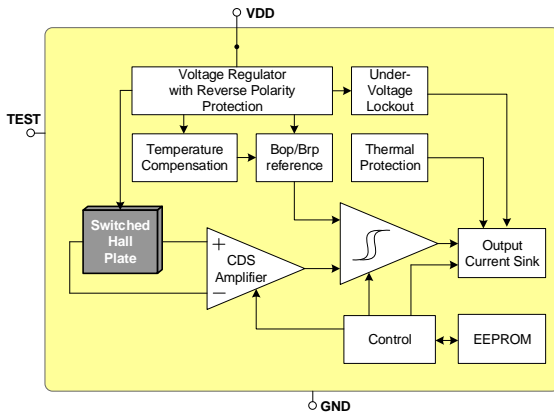 VDD
Voltage Regulator
with Reverse Polarity
Protection
Under-
Voltage
Lockout
TEST
Temperature
Compensation
Bop/Brp
reference
Thermal
Protection
Switched
Hall
Plate
+
CDS
Amplifier
–
Output
Current Sink
Control
EEPROM
GND